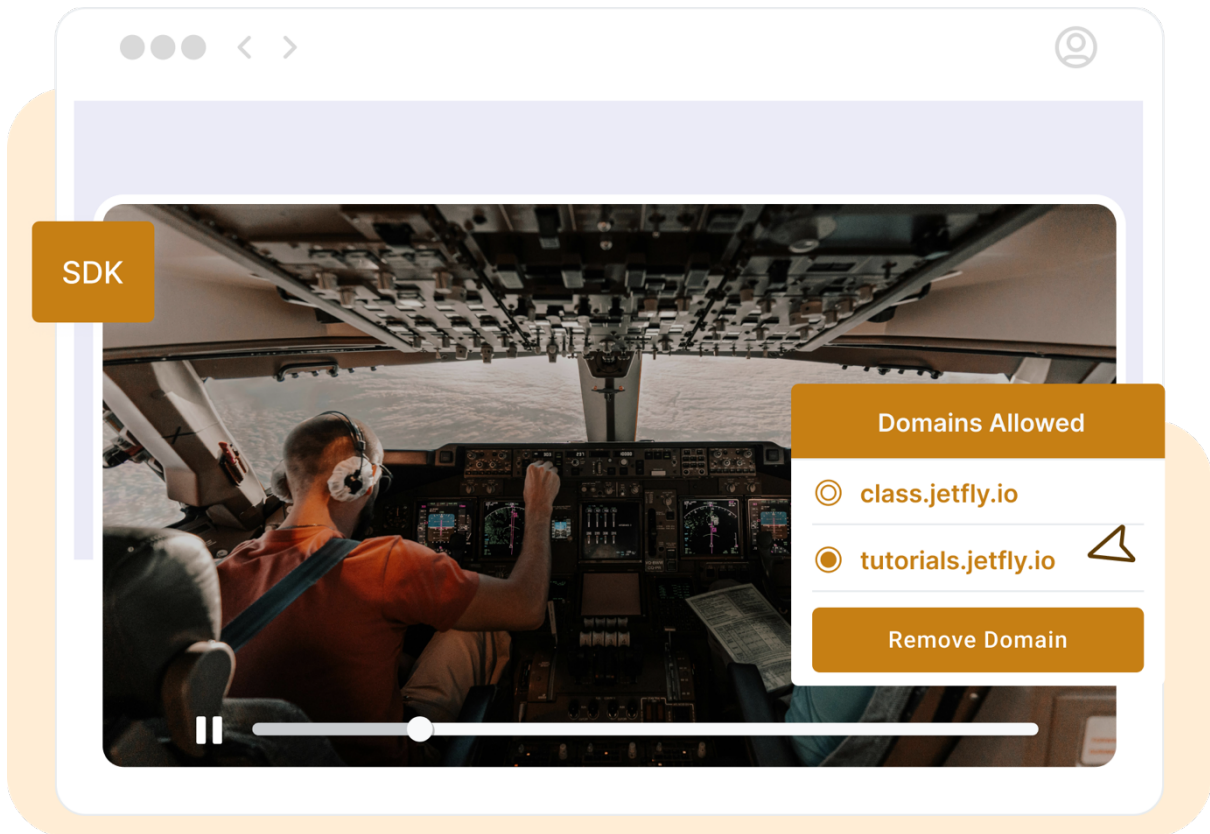 SDK
Domains Allowed
class.jetfly.io
tutorials.jetfly.io
Remove Domain